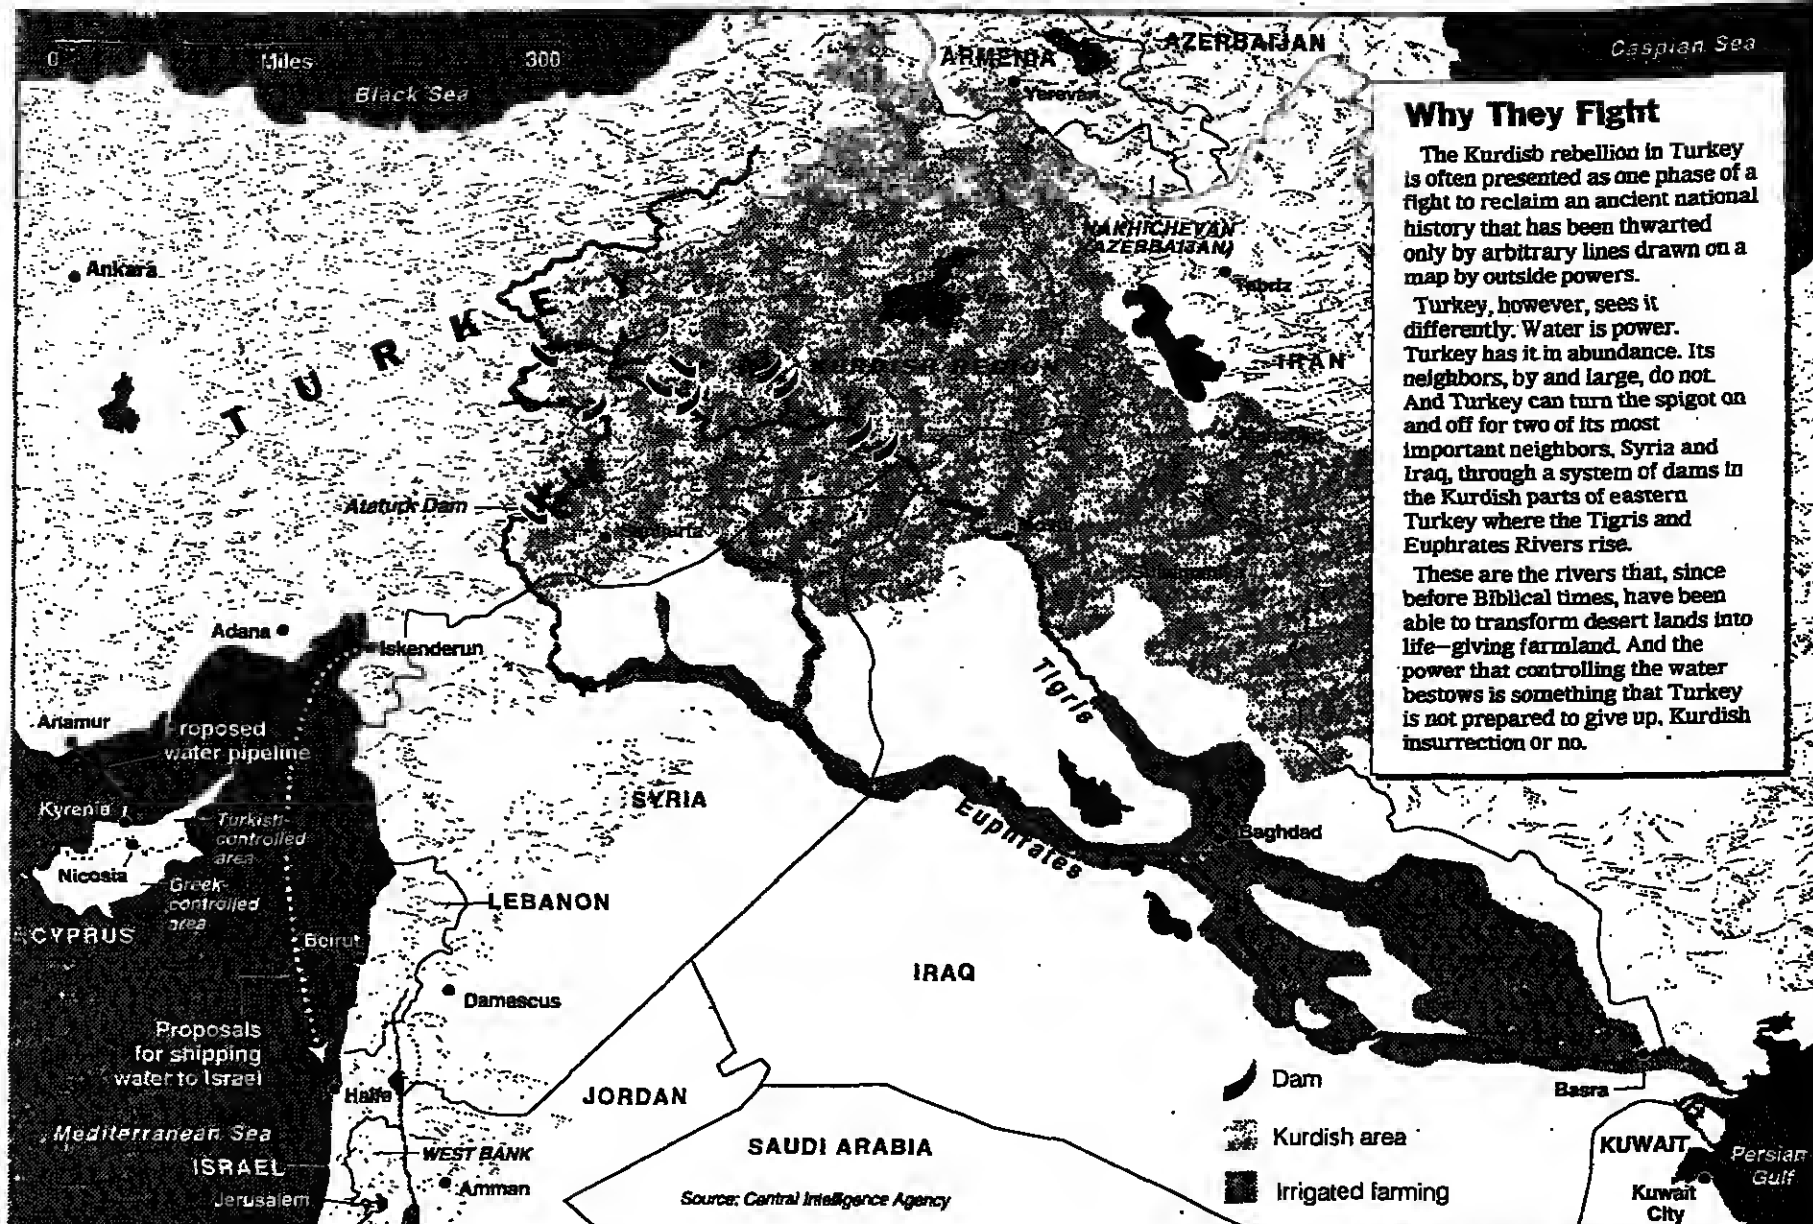 0 Miles 300
Black Sea
ARMENIA
AZERBAIJAN
Caspian Sea
Yerevan
Why They Fight
The Kurdish rebellion in Turkey
is often presented as one phase of a
fight to reclaim an ancient national
history that has been thwarted
only by arbitrary lines drawn on a
map by outside powers.
Turkey, however, sees it
differently. Water is power.
Turkey has it in abundance. Its
neighbors, by and large, do not.
And Turkey can turn the spigot on
and off for two of its most
important neighbors, Syria and
Iraq, through a system of dams in
the Kurdish parts of eastern
Turkey where the Tigris and
Euphrates Rivers rise.
These are the rivers that, since
before Biblical times, have been
able to transform desert lands into
life-giving farmland. And the
power that controlling the water
bestows is something that Turkey
is not prepared to give up, Kurdish
insurrection or no.
NAKHICHEVAN
(AZERBAIJAN)
Ankara
Tabriz
TURKEY
KURDISH REGION
IRAN
Ataturk Dam
Adana
Iskenderun
Tigris
Anamur
roposed
water pipeline
SYRIA
Kyrenia
Turkish-
controlled
area
Euphrates
Baghdad
Nicosia
Greek-
controlled
area
LEBANON
CYPRUS
Beirut
IRAQ
Damascus
Proposals
for shipping
water to Israel
Haifa
JORDAN
Dam
Basra
Mediterranean Sea
Kurdish area
WEST BANK
ISRAEL
SAUDI ARABIA
KUWAIT
Persian
Gulf
Jerusalem
Amman
Source: Central Intelligence Agency
Irrigated farming
Kuwait
City